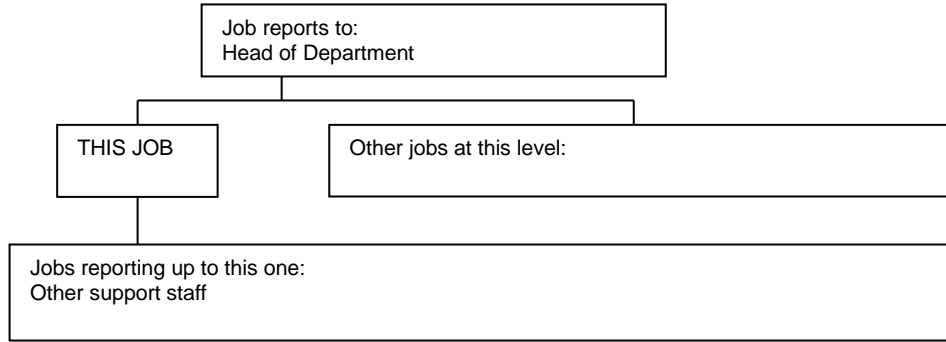 Job reports to:
Head of Department
THIS JOB
Other jobs at this level:
Jobs reporting up to this one:
Other support staff